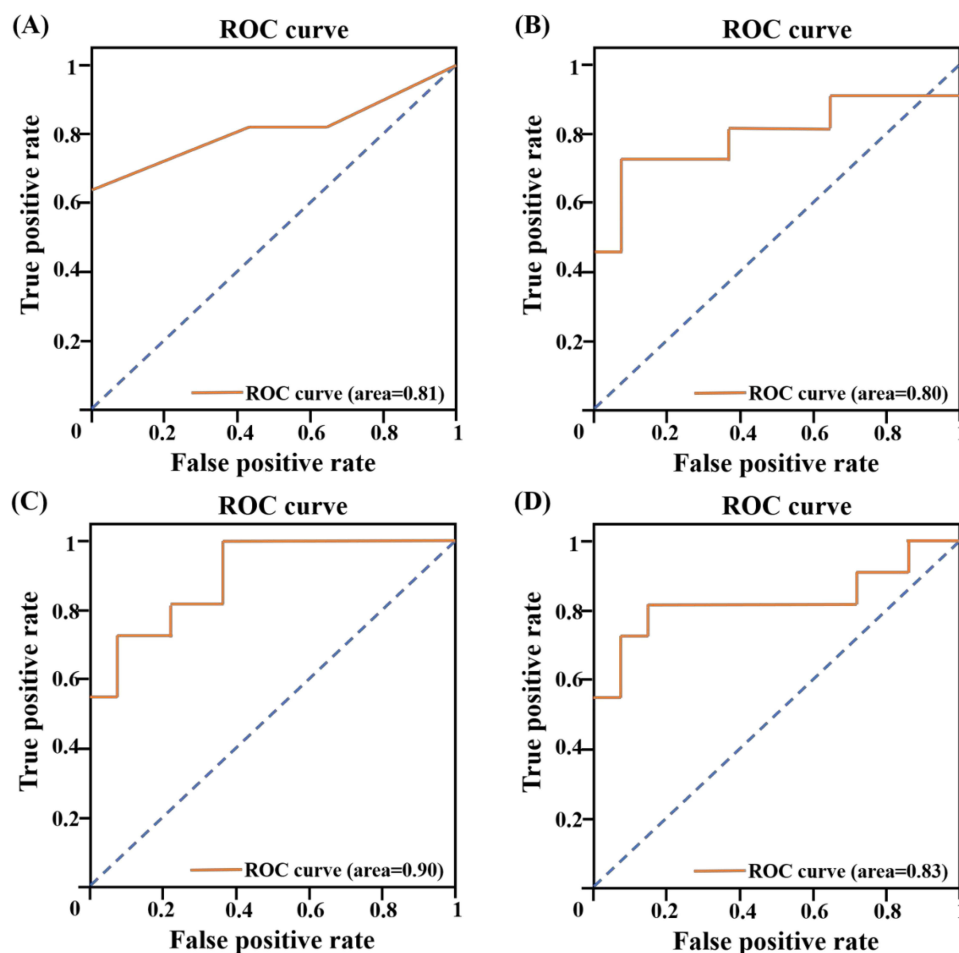 (A)
ROC curve
True positive rate
1
0.8
0.6
0.4
0.2
ROC curve (area=0.81)
0
0.2
0.4
0.6
0.8
1
False positive rate
(B)
ROC curve
True positive rate
1
0.8
0.6
0.4
0.2
ROC curve (area=0.80)
0
0.2
0.4
0.6
0.8
1
False positive rate
(C)
ROC curve
True positive rate
1
0.8
0.6
0.4
0.2
ROC curve (area=0.90)
0
0.2
0.4
0.6
0.8
1
False positive rate
(D)
ROC curve
True positive rate
1
0.8
0.6
0.4
0.2
ROC curve (area=0.83)
0
0.2
0.4
0.6
0.8
1
False positive rate